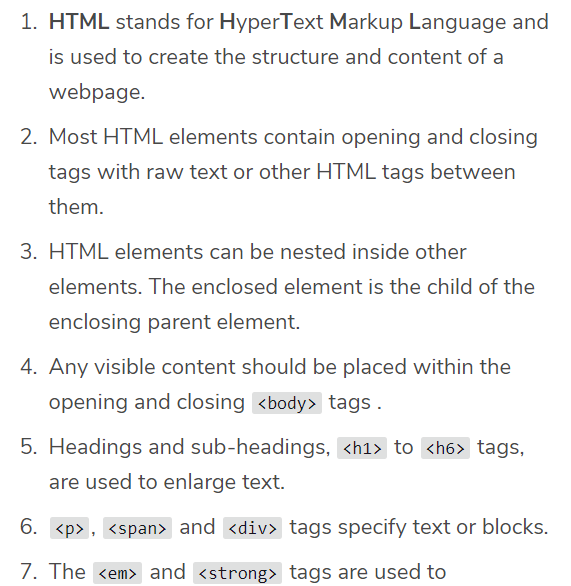 1. HTML stands for HyperText Markup Language and
is used to create the structure and content of a
webpage.
2. Most HTML elements contain opening and closing
tags with raw text or other HTML tags between
them.
3. HTML elements can be nested inside other
elements. The enclosed element is the child of the
enclosing parent element.
4. Any visible content should be placed within the
opening and closing <body> tags .
5. Headings and sub-headings, <h1> to <h6> tags,
are used to enlarge text.
6. <p>, <span> and <div> tags specify text or blocks.
7. The <em> and <strong> tags are used to